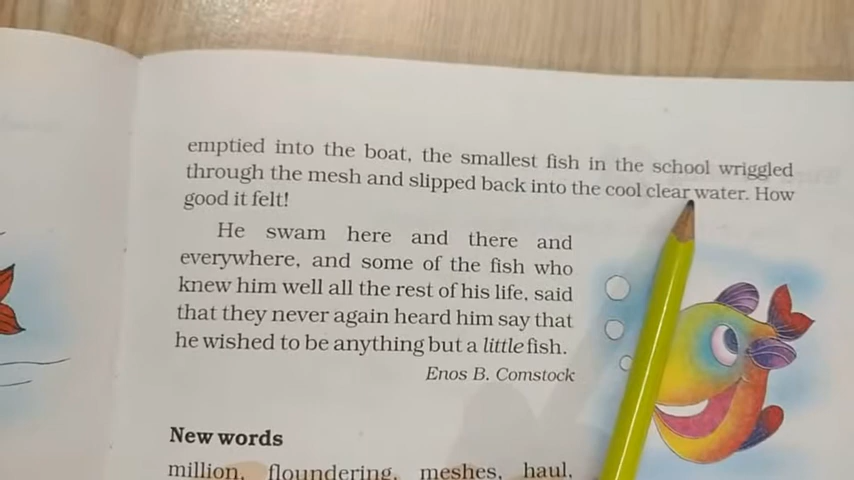 emptied into the boat, the smallest fish in the school wriggled
through the mesh and slipped back into the cool clear water. How
good it felt!
He swam here and there and
everywhere, and some of the fish who
knew him well all the rest of his life, said
that they never again heard him say that
he wished to be anything but a little fish.
Enos B. Comstock
New words
million, floundering, meshes, haul,